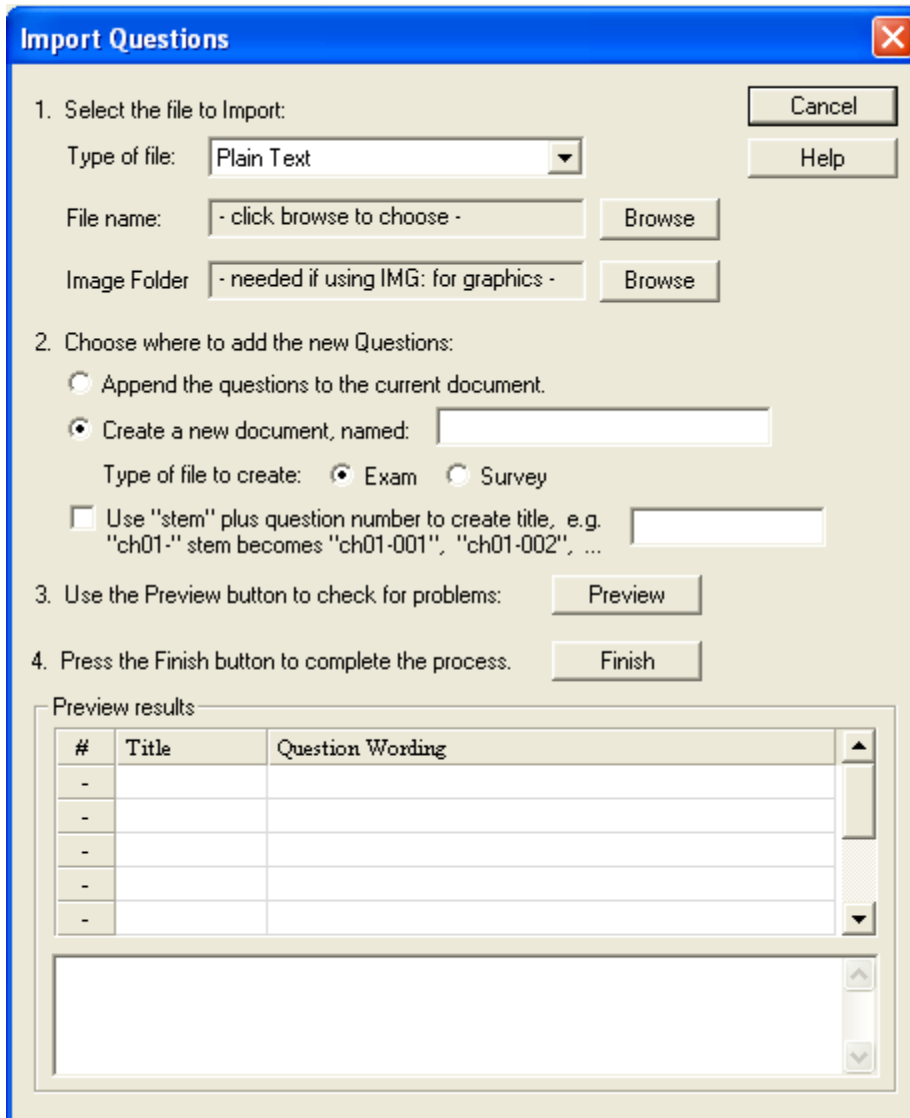 Import Questions
1. Select the file to Import:
Cancel
Type of file:
Plain Text
Help
File name:
- click browse to choose -
Browse
Image Folder
- needed if using IMG: for graphics -
Browse
2. Choose where to add the new Questions:
Append the questions to the current document.
Create a new document, named:
Type of file to create:
Exam
Survey
Use "stem" plus question number to create title, e.g.
"ch01-" stem becomes "ch01-001", "ch01-002", ...
3. Use the Preview button to check for problems:
Preview
4. Press the Finish button to complete the process.
Finish
Preview results
# Title Question Wording
-
-
-
-
-